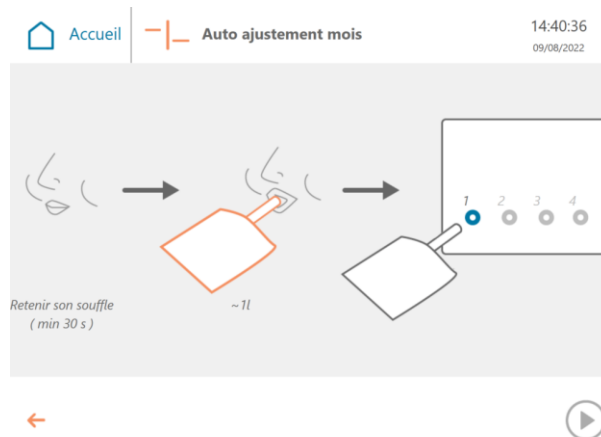 Accueil
Auto ajustement mois
14:40:36
09/08/2022
1 2 3 4
Retenir son souffle
( min 30 s )
~1l